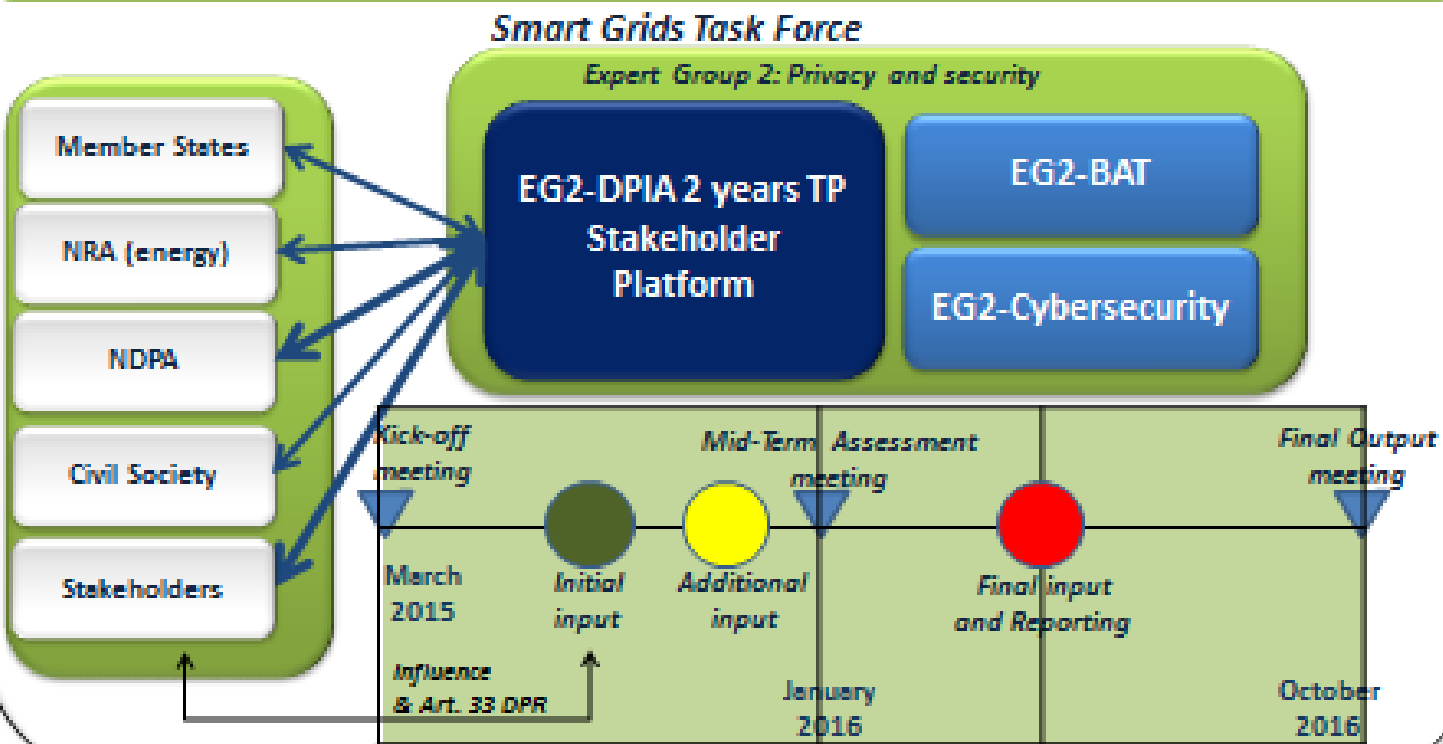 Smart Grids Task Force
Expert Group 2: Privacy and security
Member States
NRA (energy)
NDPA
Civil Society
Stakeholders
EG2-DPIA 2 years TP
Stakeholder
Platform
EG2-BAT
EG2-Cybersecurity
Kick-off
meeting
Mid-Term Assessment
meeting
Final Output
meeting
March
2015
Initial
input
Additional
input
Final input
and Reporting
Influence
& Art. 33 DPR
January
2016
October
2016